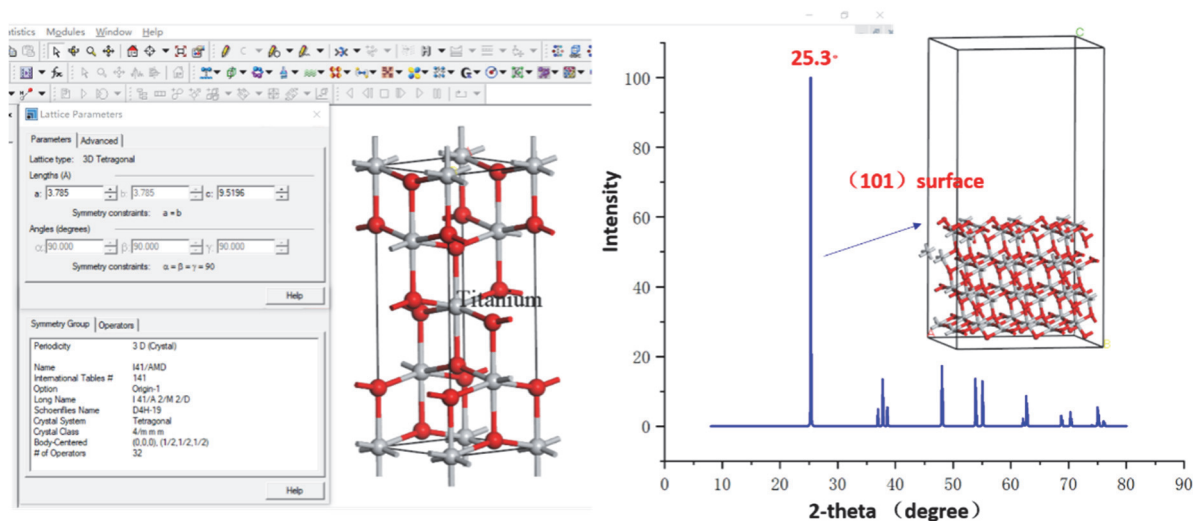 tistics Modules Window Help
Lattice Parameters
Parameters Advanced
Lattice type: 3D Tetragonal
Lengths (Å)
a: 3.785 b: 3.785 c: 9.5196
Symmetry constraints: a = b
Angles (degrees)
α: 90.000 β: 90.000 γ: 90.000
Symmetry constraints: α = β = γ = 90
Help
Symmetry Group Operators
Periodicity 3 D (Crystal)
Name I41/AMD
International Tables # 141
Option Origin-1
Long Name I 41/A 2/M 2/D
Schoenflies Name D4H-19
Crystal System Tetragonal
Crystal Class 4/m m m
Body-Centered (0,0,0), (1/2,1/2,1/2)
# of Operators 32
Help
Titanium
25.3°
（101）surface
C
B
Intensity
100
80
60
40
20
0
0 10 20 30 40 50 60 70 80 90
2-theta （degree）